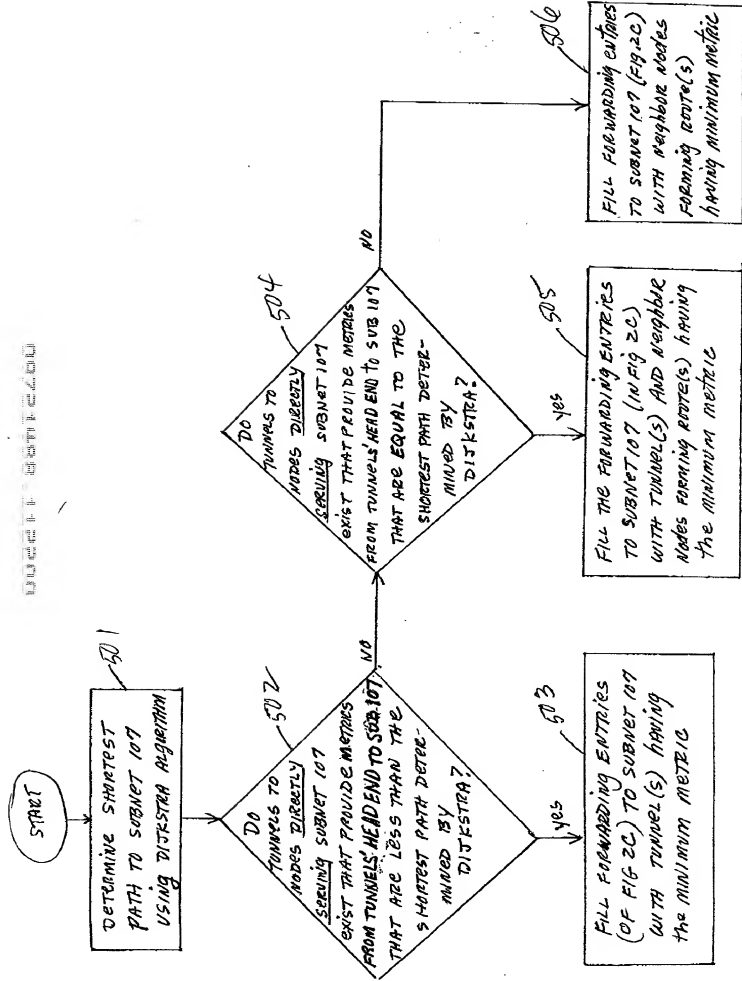 START
501
DETERMINE SHORTEST
PATH TO SUBNET 107
USING DIJKSTRA ALGORITHM
502
DO
TUNNELS TO
NODES DIRECTLY
SERVING SUBNET 107
EXIST THAT PROVIDE METRICS
FROM TUNNELS' HEAD END TO SUB 107
THAT ARE LESS THAN THE
SHORTEST PATH DETER-
MINED BY
DIJKSTRA?
NO
yes
503
FILL FORWARDING ENTRIES
(OF FIG 2C) TO SUBNET 107
WITH TUNNEL(S) HAVING
the MINIMUM METRIC
504
DO
TUNNELS TO
NODES DIRECTLY
SERVING SUBNET 107
EXIST THAT PROVIDE METRICS
FROM TUNNELS' HEAD END TO SUB 107
THAT ARE EQUAL TO THE
SHORTEST PATH DETER-
MINED BY
DIJKSTRA?
NO
yes
505
FILL THE FORWARDING ENTRIES
TO SUBNET 107 (IN FIG 2C)
WITH TUNNEL(S) AND NEIGHBOR
NODES FORMING ROUTE(S) HAVING
the MINIMUM METRIC
506
FILL FORWARDING ENTRIES
TO SUBNET 107 (FIG. 2C)
WITH NEIGHBOR NODES
FORMING ROUTE(S)
HAVING MINIMUM METRIC